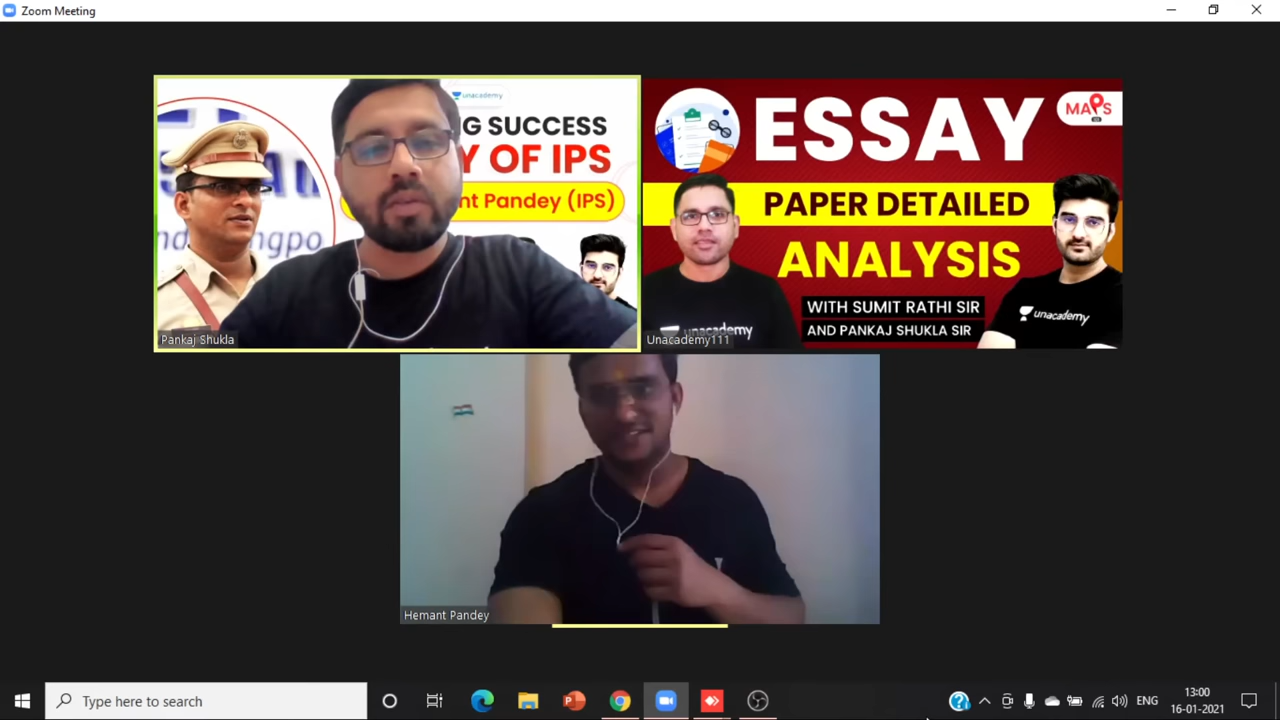 Zoom Meeting
unacademy
G SUCCESS
Y OF IPS
nt Pandey (IPS)
Pankaj Shukla
ESSAY
MAPS
PAPER DETAILED
ANALYSIS
WITH SUMIT RATHI SIR
AND PANKAJ SHUKLA SIR
unacademy
unacademy
Unacademy111
Hemant Pandey
Type here to search
ENG
13:00
16-01-2021